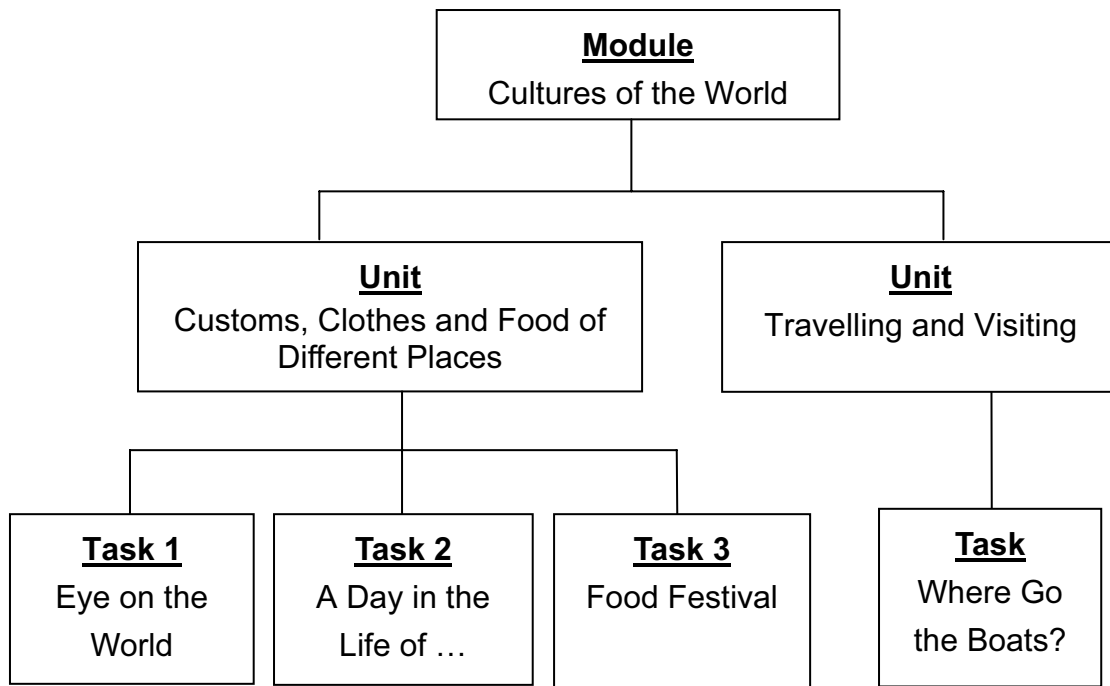 Module
Cultures of the World
Unit
Customs, Clothes and Food of
Different Places
Unit
Travelling and Visiting
Task 1
Eye on the
World
Task 2
A Day in the
Life of …
Task 3
Food Festival
Task
Where Go
the Boats?